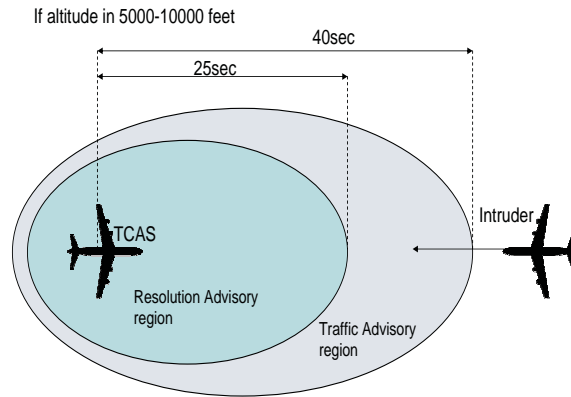 If altitude in 5000-10000 feet
40sec
25sec
Intruder
TCAS
Resolution Advisory
region
Traffic Advisory
region